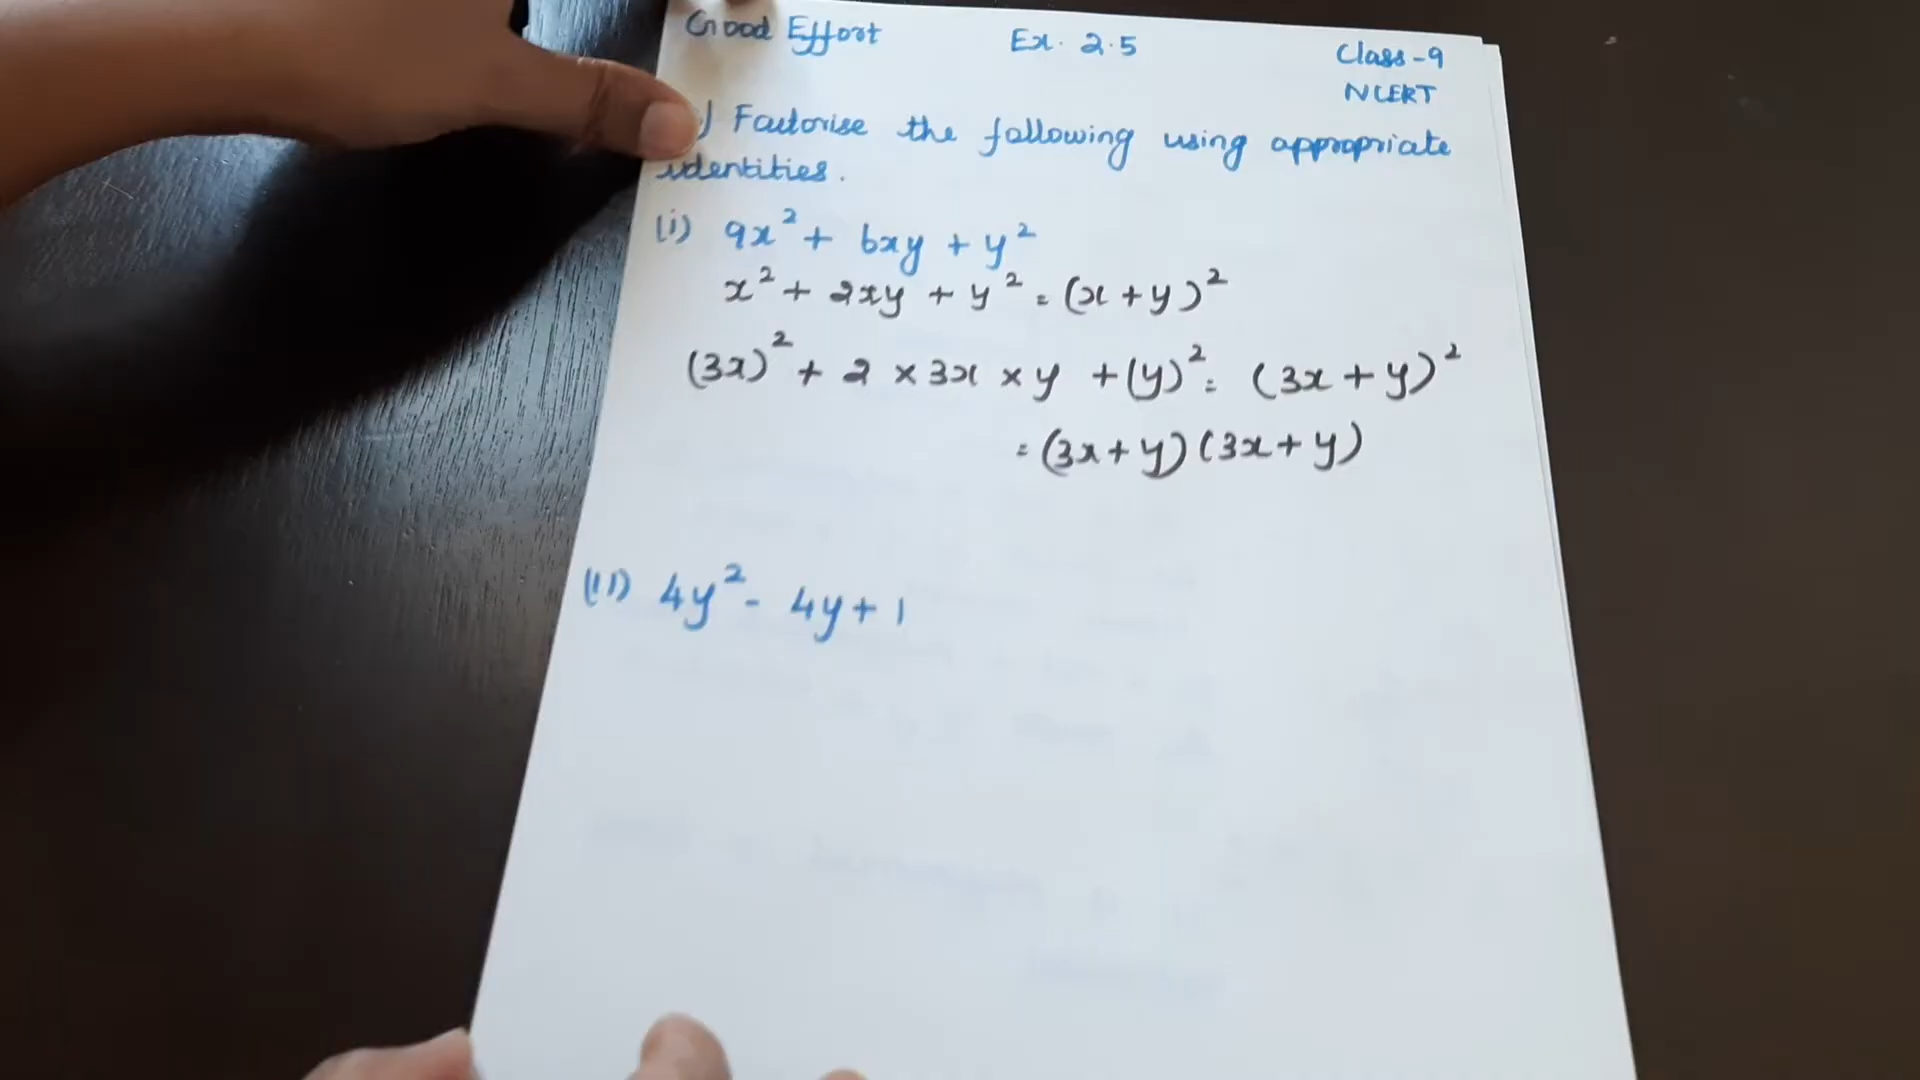 Good Effort Ex. 2.5 Class-9
NCERT
) Factorise the following using appropriate
identities.
(i) 9x² + 6xy + y²
x² + 2xy + y² = (x + y)²
(3x)² + 2 × 3x × y + (y)² = (3x + y)²
= (3x + y) (3x + y)
(ii) 4y² - 4y + 1